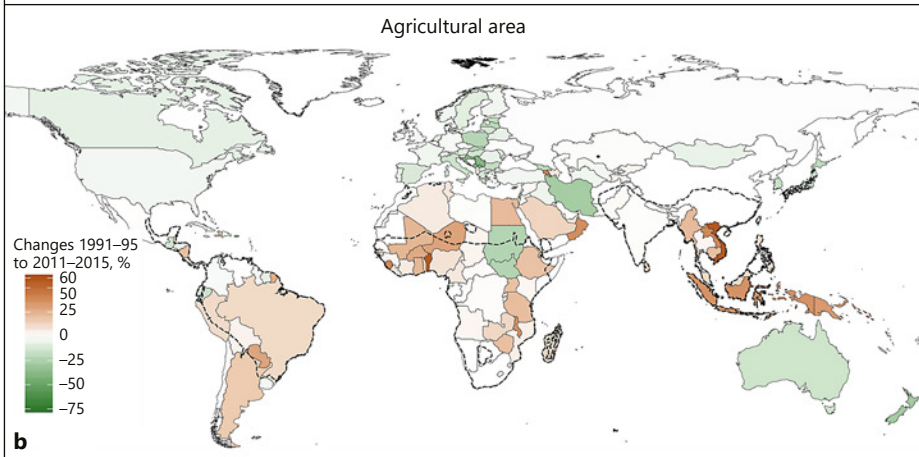 Agricultural area
Changes 1991–95
to 2011–2015, %
60
50
25
0
–25
–50
–75
b